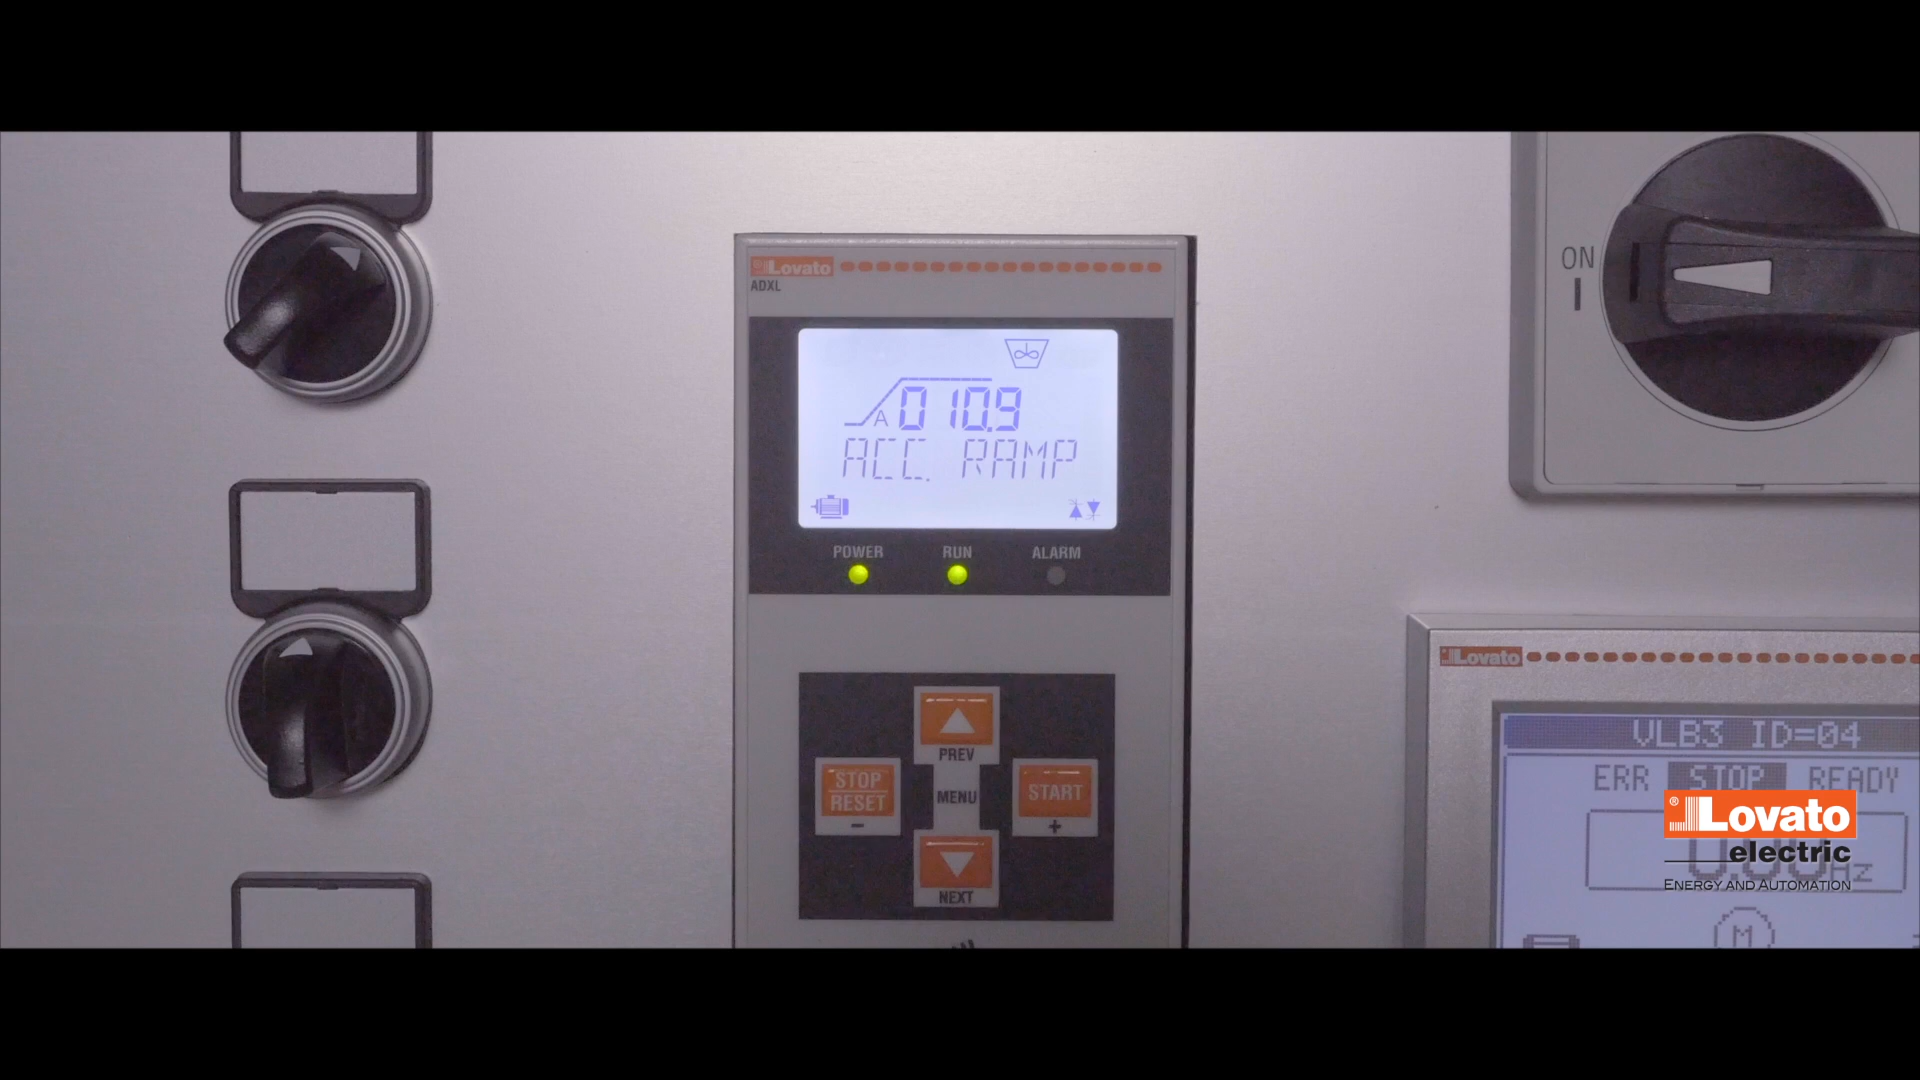 Lovato
ADXL
A 010.9
ACC. RAMP
POWER RUN ALARM
PREV
STOP
RESET
-
MENU
START
+
NEXT
ON
I
Lovato
VLB3 ID=04
ERR STOP READY
Hz
M
® Lovato
electric
ENERGY AND AUTOMATION